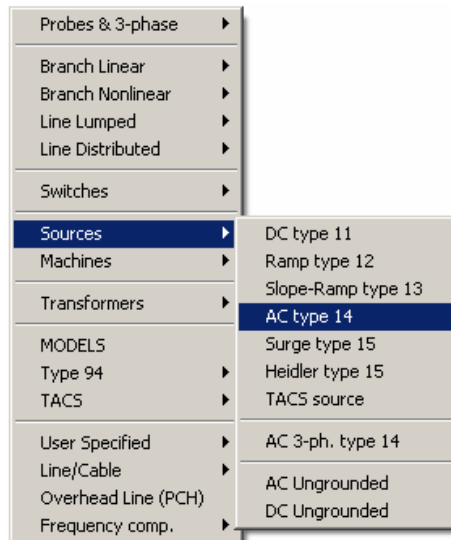 Probes & 3-phase
Branch Linear
Branch Nonlinear
Line Lumped
Line Distributed
Switches
Sources
Machines
Transformers
MODELS
Type 94
TACS
User Specified
Line/Cable
Overhead Line (PCH)
Frequency comp.
DC type 11
Ramp type 12
Slope-Ramp type 13
AC type 14
Surge type 15
Heidler type 15
TACS source
AC 3-ph. type 14
AC Ungrounded
DC Ungrounded